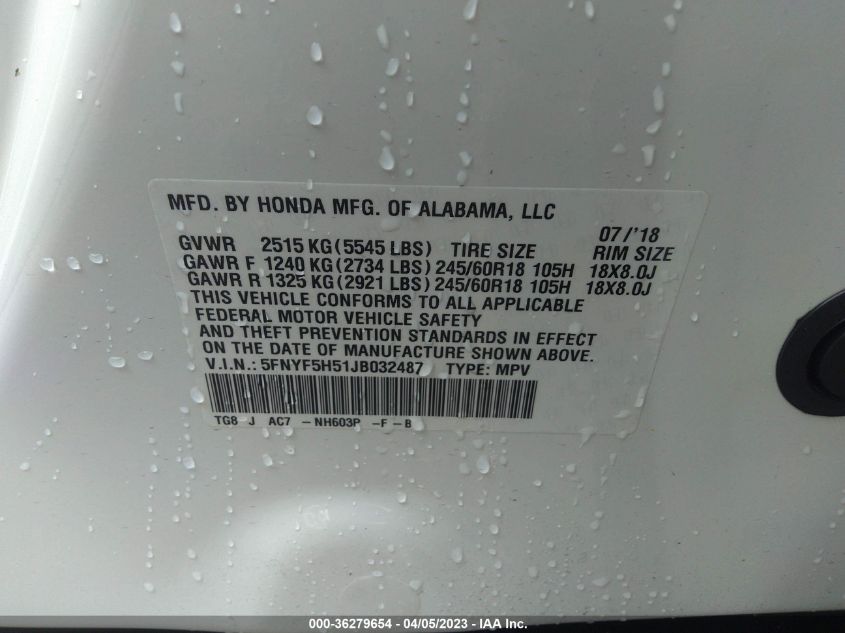 MFD. BY HONDA MFG. OF ALABAMA, LLC
07/'18
GVWR 2515 KG (5545 LBS) TIRE SIZE RIM SIZE
GAWR F 1240 KG (2734 LBS) 245/60R18 105H 18X8.0J
GAWR R 1325 KG (2921 LBS) 245/60R18 105H 18X8.0J
THIS VEHICLE CONFORMS TO ALL APPLICABLE
FEDERAL MOTOR VEHICLE SAFETY
AND THEFT PREVENTION STANDARDS IN EFFECT
ON THE DATE OF MANUFACTURE SHOWN ABOVE.
V.I.N.: 5FNYF5H51JB032487 TYPE: MPV
TG8 J AC7 -NH603P -F-B
000-36279654 - 04/05/2023 - IAA Inc.